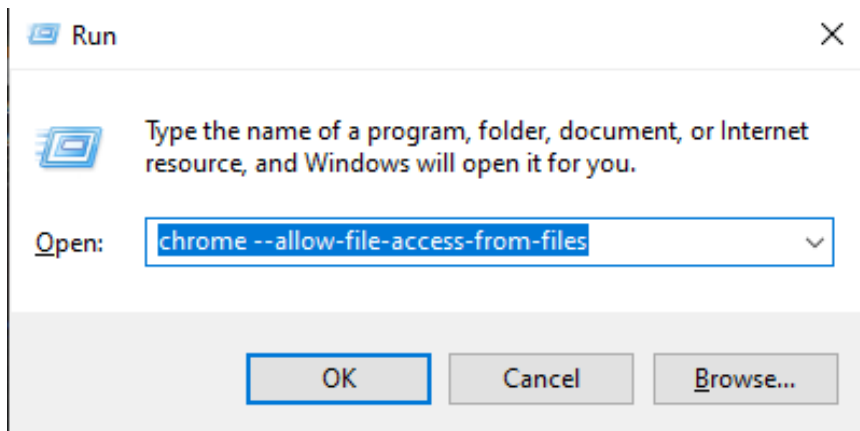 Run
Type the name of a program, folder, document, or Internet
resource, and Windows will open it for you.
Open: chrome --allow-file-access-from-files
OK Cancel Browse...